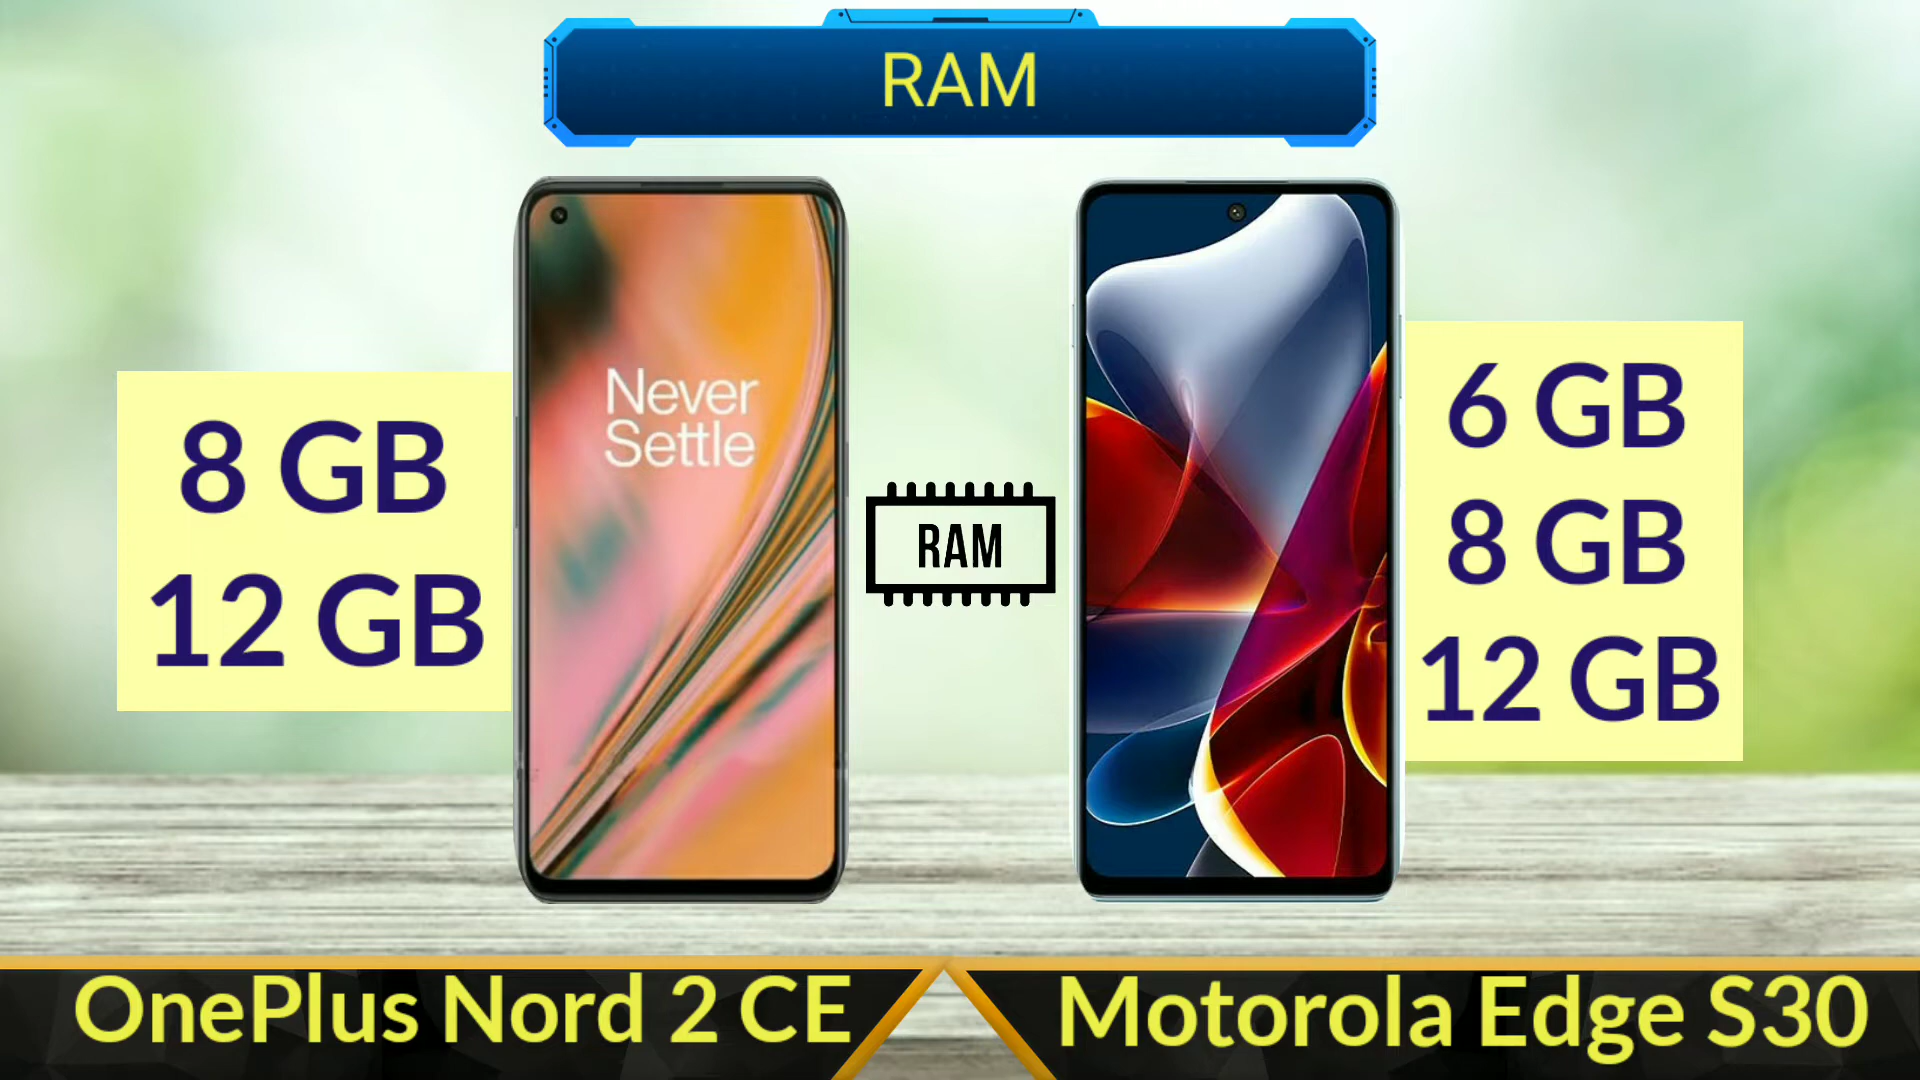 RAM
Never
Settle
8 GB
12 GB
RAM
6 GB
8 GB
12 GB
OnePlus Nord 2 CE
Motorola Edge S30